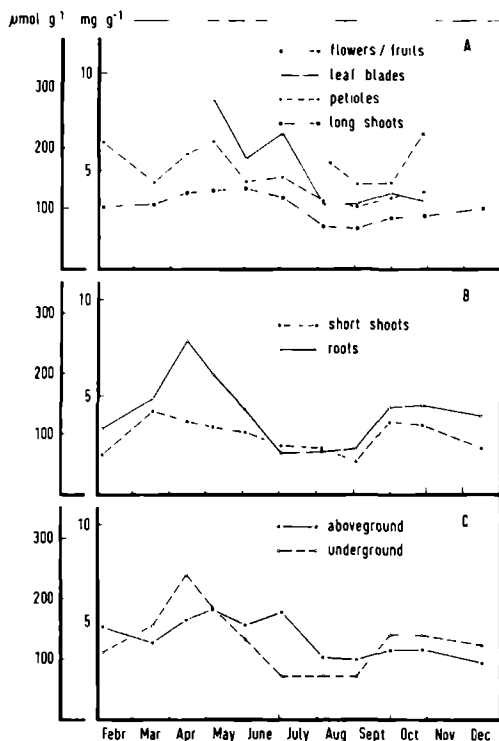 µmol g⁻¹ mg g⁻¹
A
flowers / fruits
leaf blades
petioles
long shoots
10
300
200
5
100
B
short shoots
roots
10
300
200
5
100
C
aboveground
underground
10
300
200
5
100
Febr Mar Apr May June July Aug Sept Oct Nov Dec